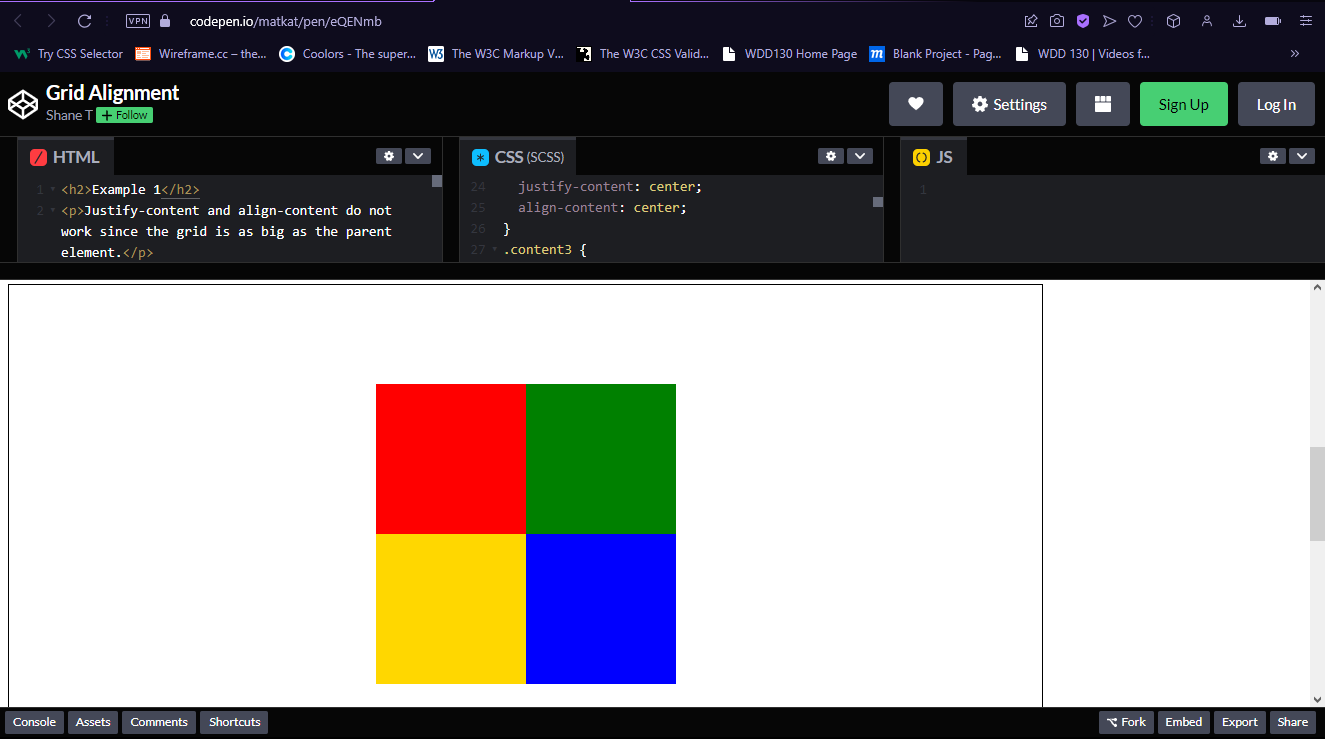 VPN codepen.io/matkat/pen/eQENmb
Try CSS Selector Wireframe.cc – the... Coolors - The super... W3 The W3C Markup V... The W3C CSS Valid... WDD130 Home Page m Blank Project - Pag... WDD 130 | Videos f... »
Grid Alignment
Shane T + Follow
Settings Sign Up Log In
/ HTML * CSS (SCSS) () JS
1 <h2>Example 1</h2>
2 <p>Justify-content and align-content do not
work since the grid is as big as the parent
element.</p>
24 justify-content: center;
25 align-content: center;
26 }
27 .content3 {
1
Console Assets Comments Shortcuts Fork Embed Export Share